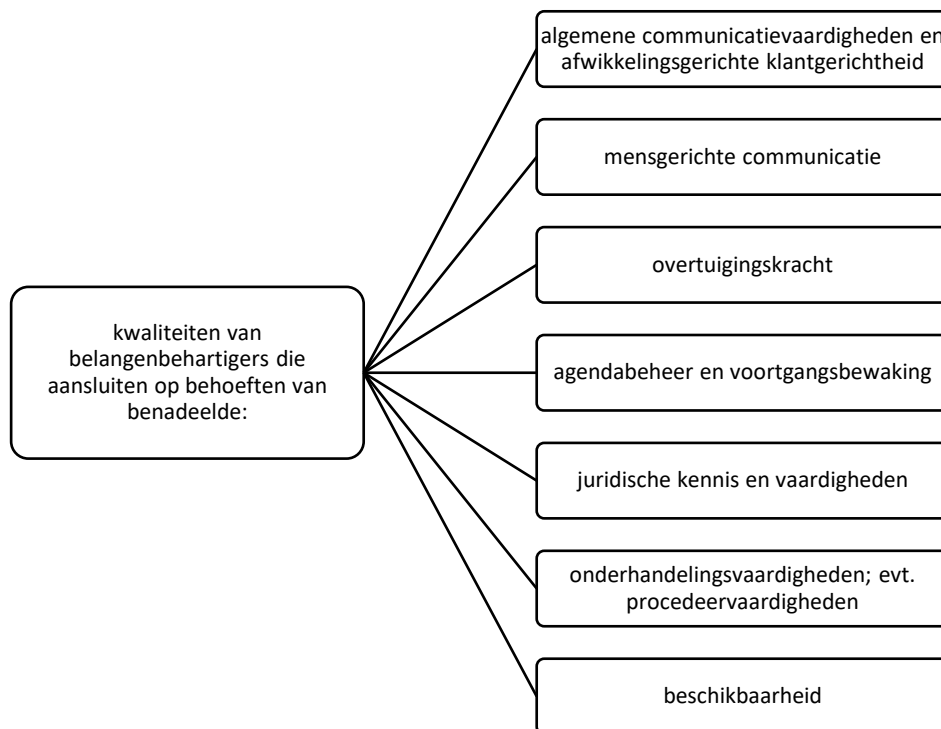 kwaliteiten van
belangenbehartigers die
aansluiten op behoeften van
benadeelde:
algemene communicatievaardigheden en
afwikkelingsgerichte klantgerichtheid
mensgerichte communicatie
overtuigingskracht
agendabeheer en voortgangsbewaking
juridische kennis en vaardigheden
onderhandelingsvaardigheden; evt.
procedeervaardigheden
beschikbaarheid